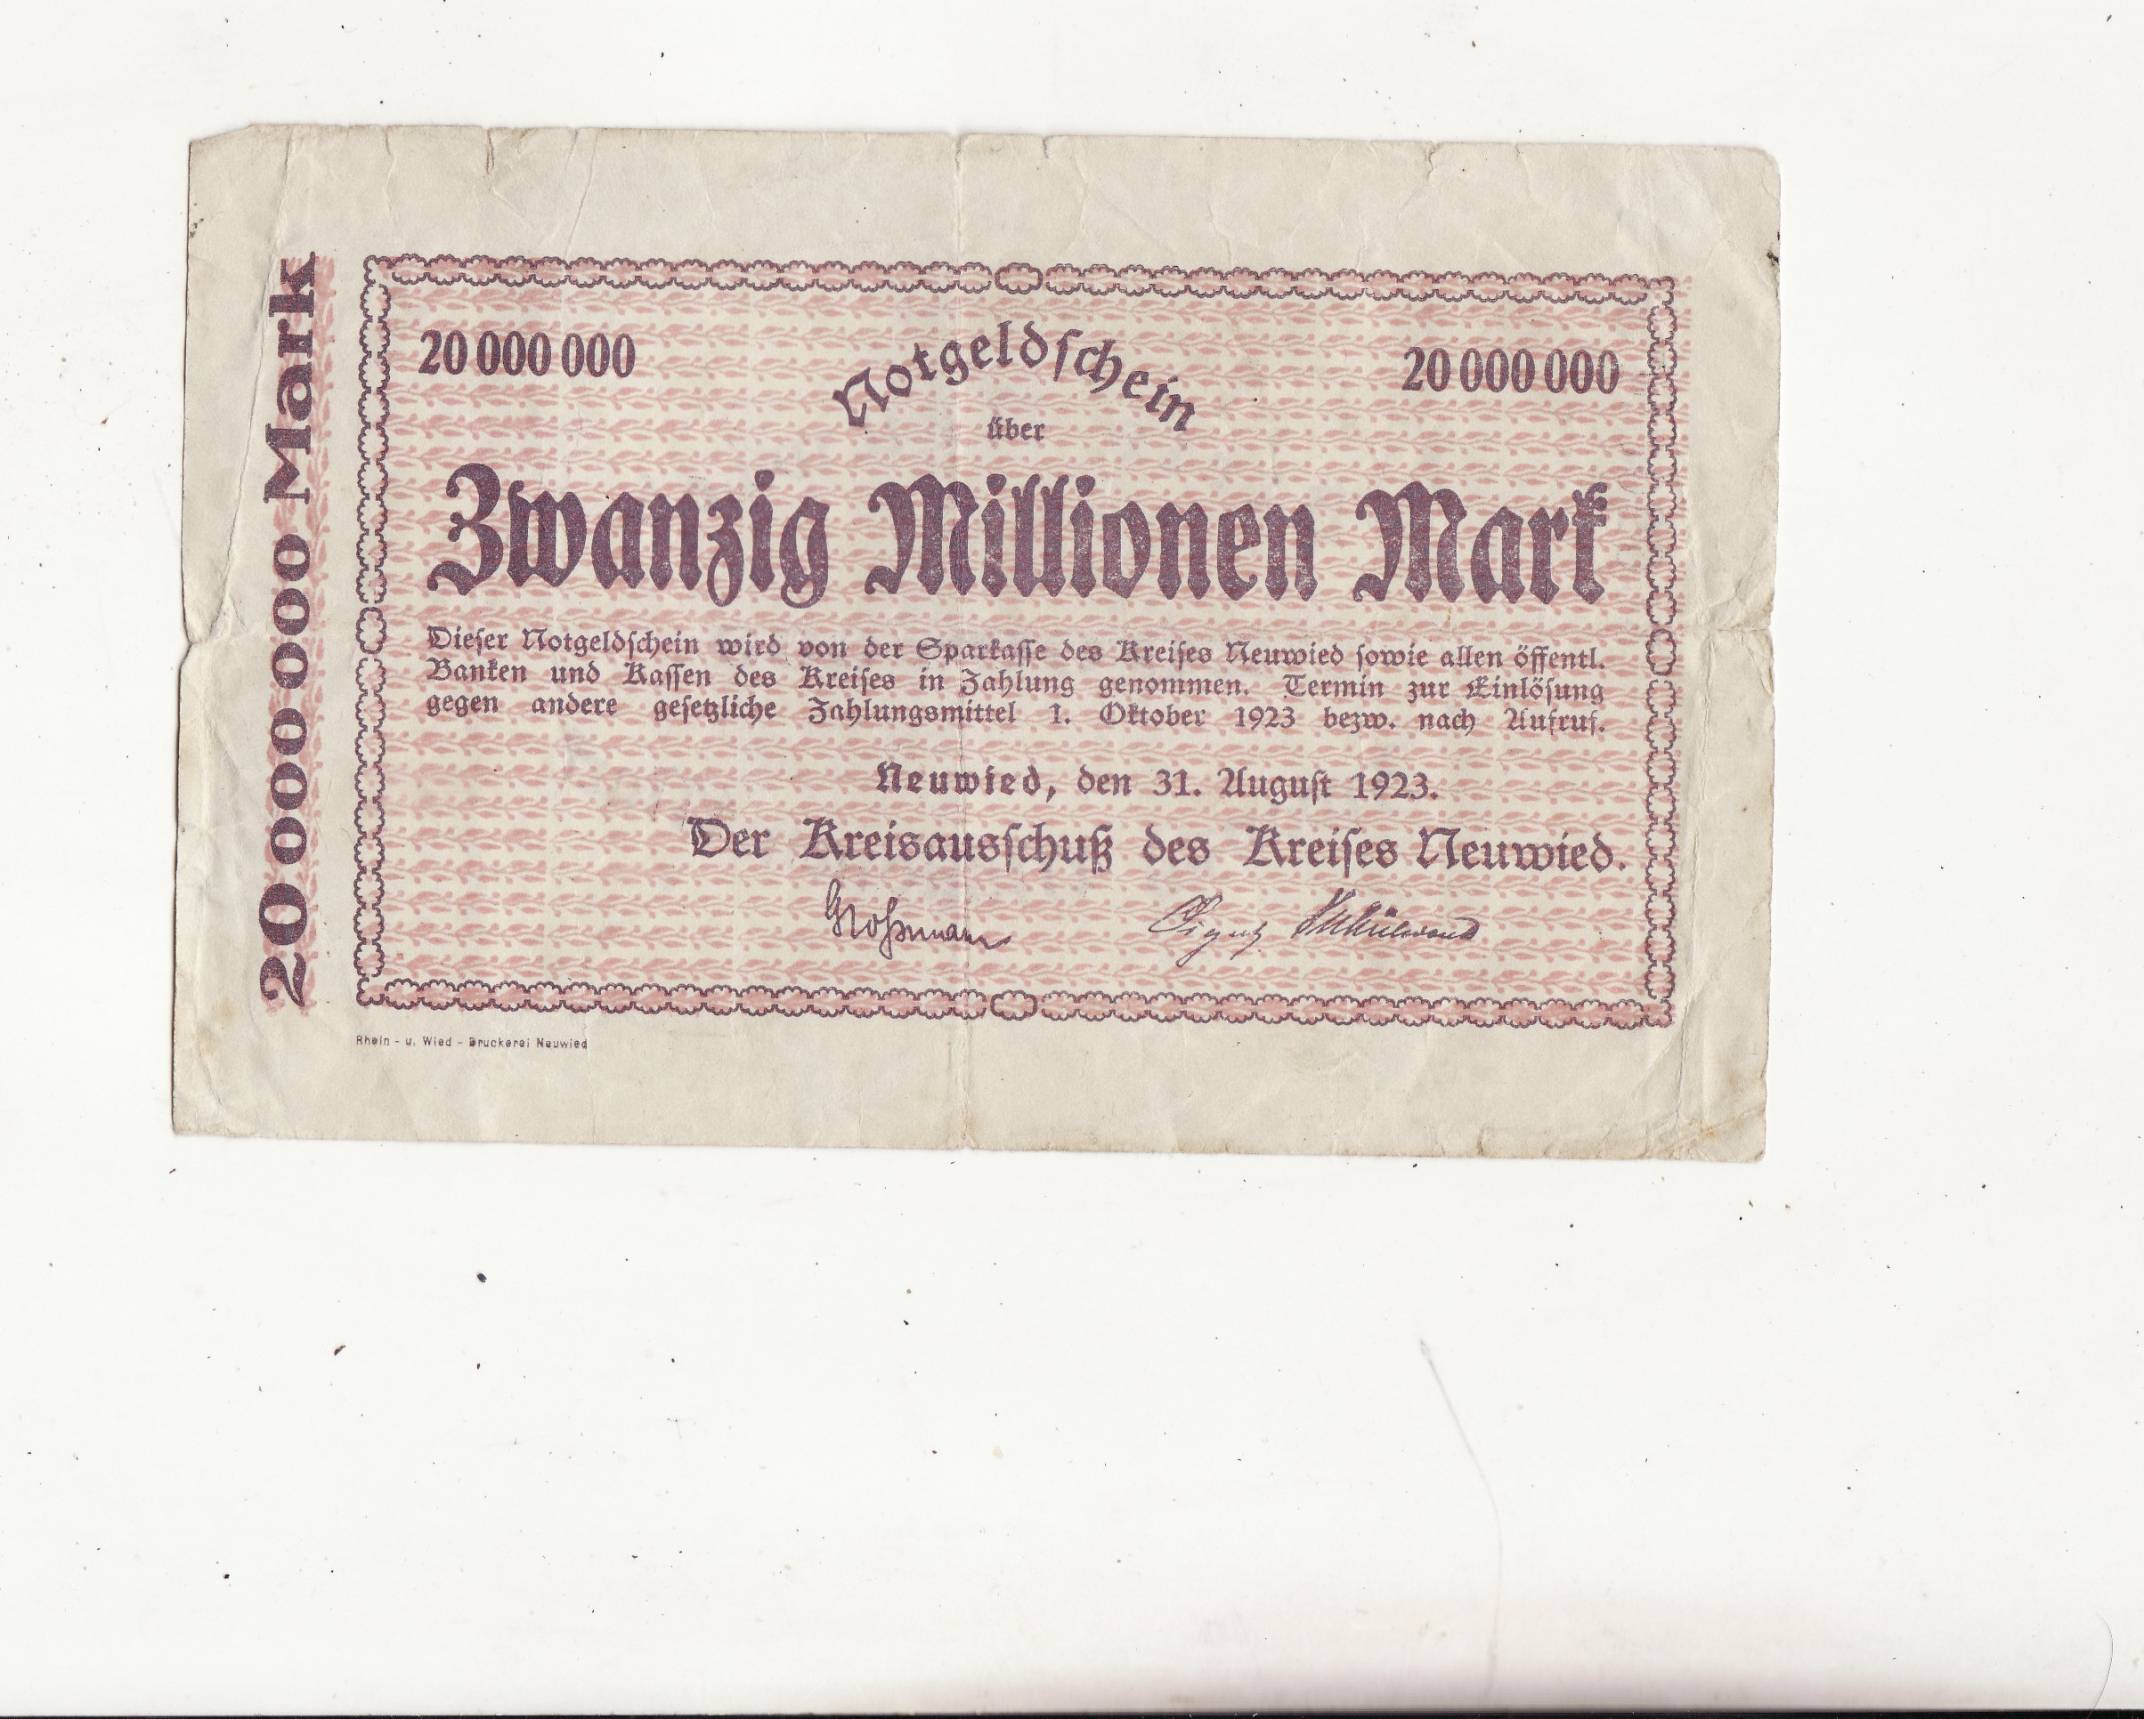 20 000 000 Mark
20 000 000
Notgeldschein
20 000 000
über
Zwanzig Millionen Mark
Dieser Notgeldschein wird von der Sparkasse des Kreises Neuwied sowie allen öffentl.
Banken und Kassen des Kreises in Zahlung genommen. Termin zur Einlösung
gegen andere gesetzliche Zahlungsmittel 1. Oktober 1923 bezw. nach Aufruf.
Neuwied, den 31. August 1923.
Der Kreisausschuß des Kreises Neuwied.
Rhein - u. Wied - Druckerei Neuwied